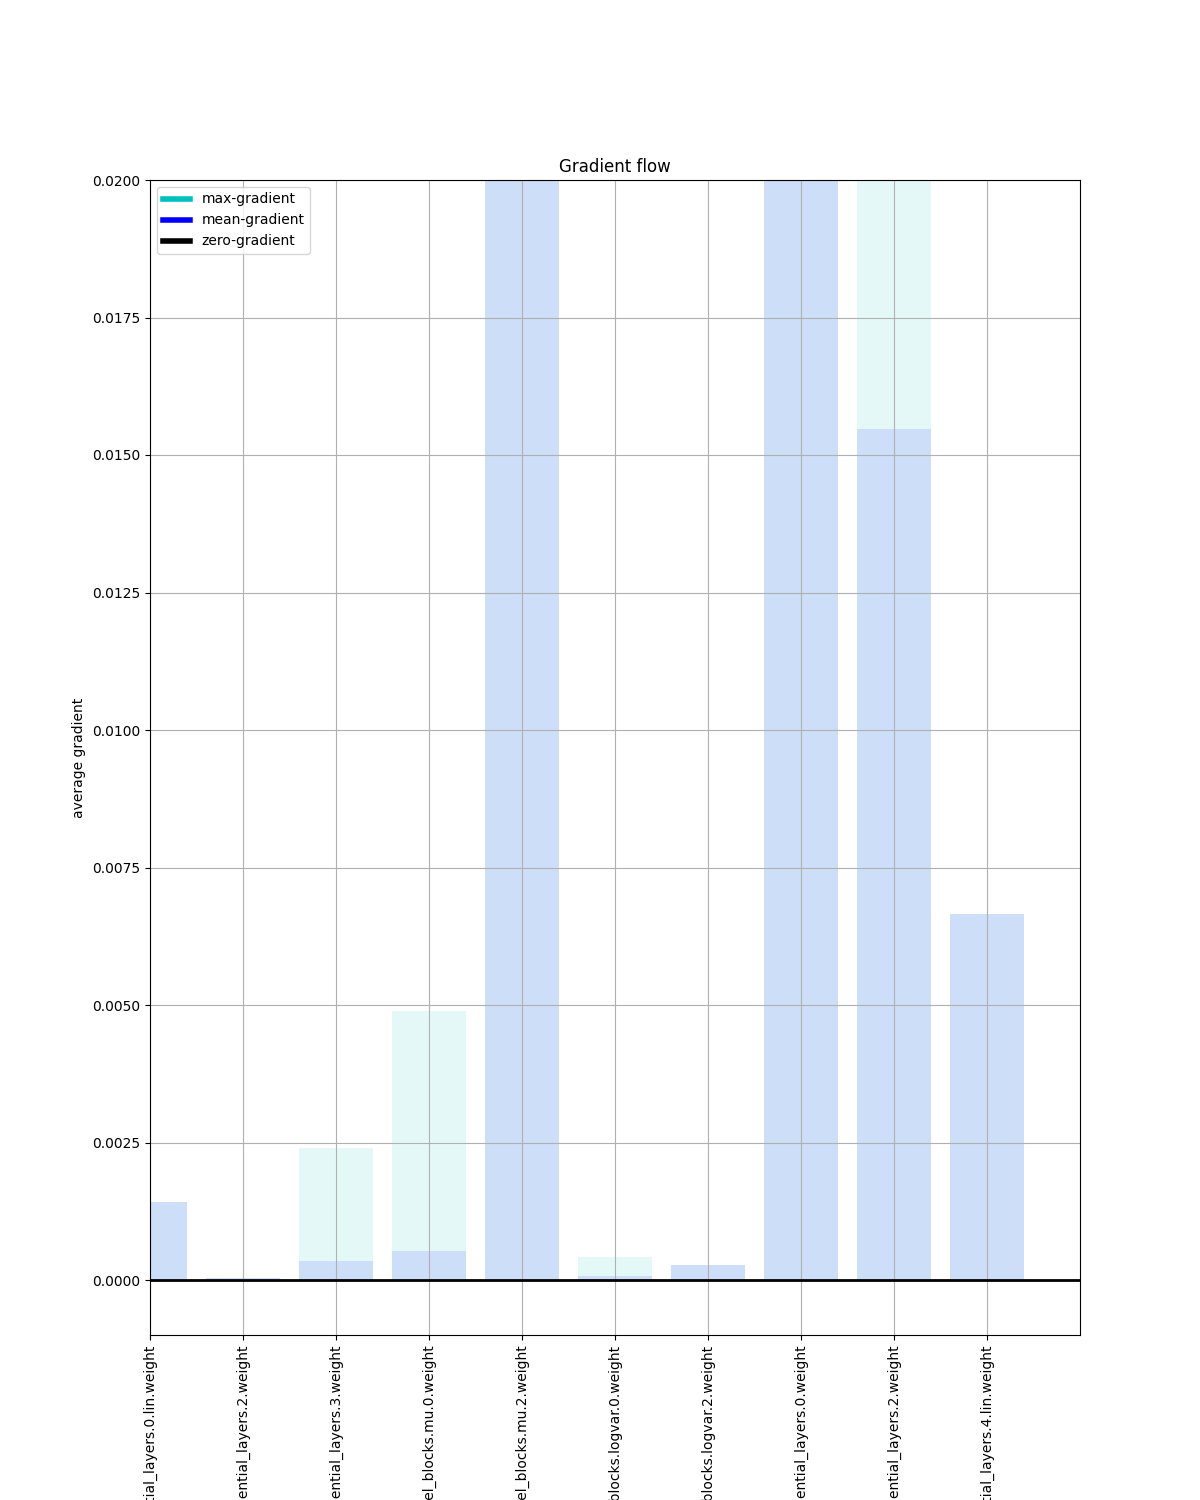 Gradient flow
max-gradient
mean-gradient
zero-gradient
0.0200
0.0175
0.0150
0.0125
0.0100
0.0075
0.0050
0.0025
0.0000
average gradient
tial_layers.0.lin.weight
ential_layers.2.weight
ential_layers.3.weight
el_blocks.mu.0.weight
el_blocks.mu.2.weight
blocks.logvar.0.weight
blocks.logvar.2.weight
ential_layers.0.weight
ential_layers.2.weight
tial_layers.4.lin.weight